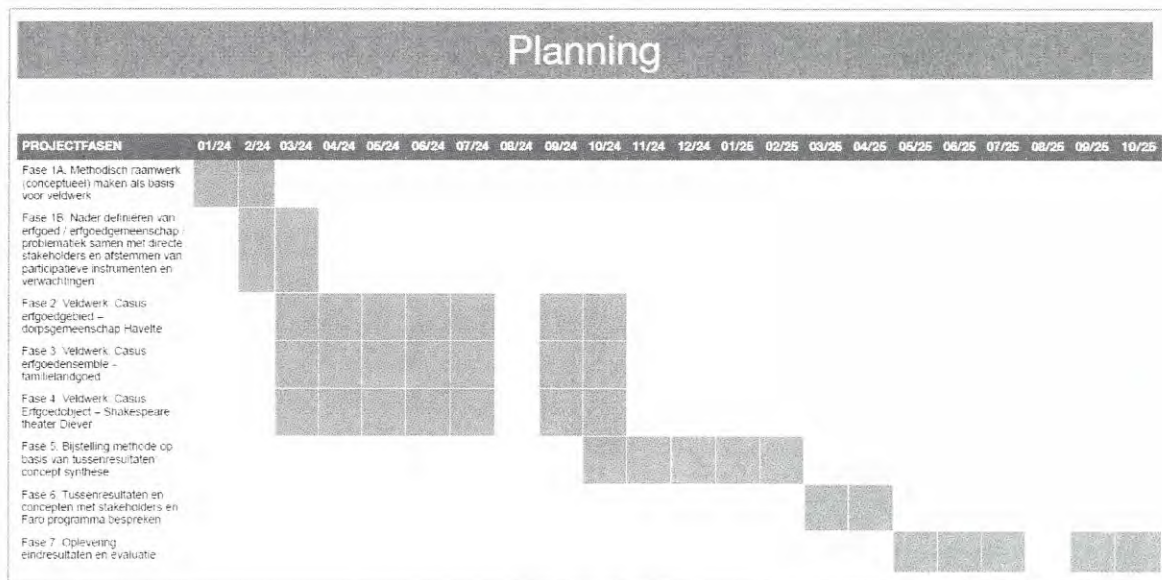 Planning
PROJECTFASEN 01/24 2/24 03/24 04/24 05/24 06/24 07/24 08/24 09/24 10/24 11/24 12/24 01/25 02/25 03/25 04/25 05/25 06/25 07/25 08/25 09/25 10/25
Fase 1A. Methodisch raamwerk
(conceptueel) maken als basis
voor veldwerk
Fase 1B. Nader definiëren van
erfgoed / erfgoedgemeenschap /
problematiek samen met directe
stakeholders en afstemmen van
participatieve instrumenten en
verwachtingen
Fase 2. Veldwerk. Casus
erfgoedgebied –
dorpsgemeenschap Havelte
Fase 3. Veldwerk. Casus
erfgoedensemble -
familielandgoed
Fase 4. Veldwerk. Casus
Erfgoedobject – Shakespeare
theater Diever
Fase 5. Bijstelling methode op
basis van tussenresultaten
concept synthese
Fase 6. Tussenresultaten en
concepten met stakeholders en
Faro programma bespreken
Fase 7. Oplevering
eindresultaten en evaluatie